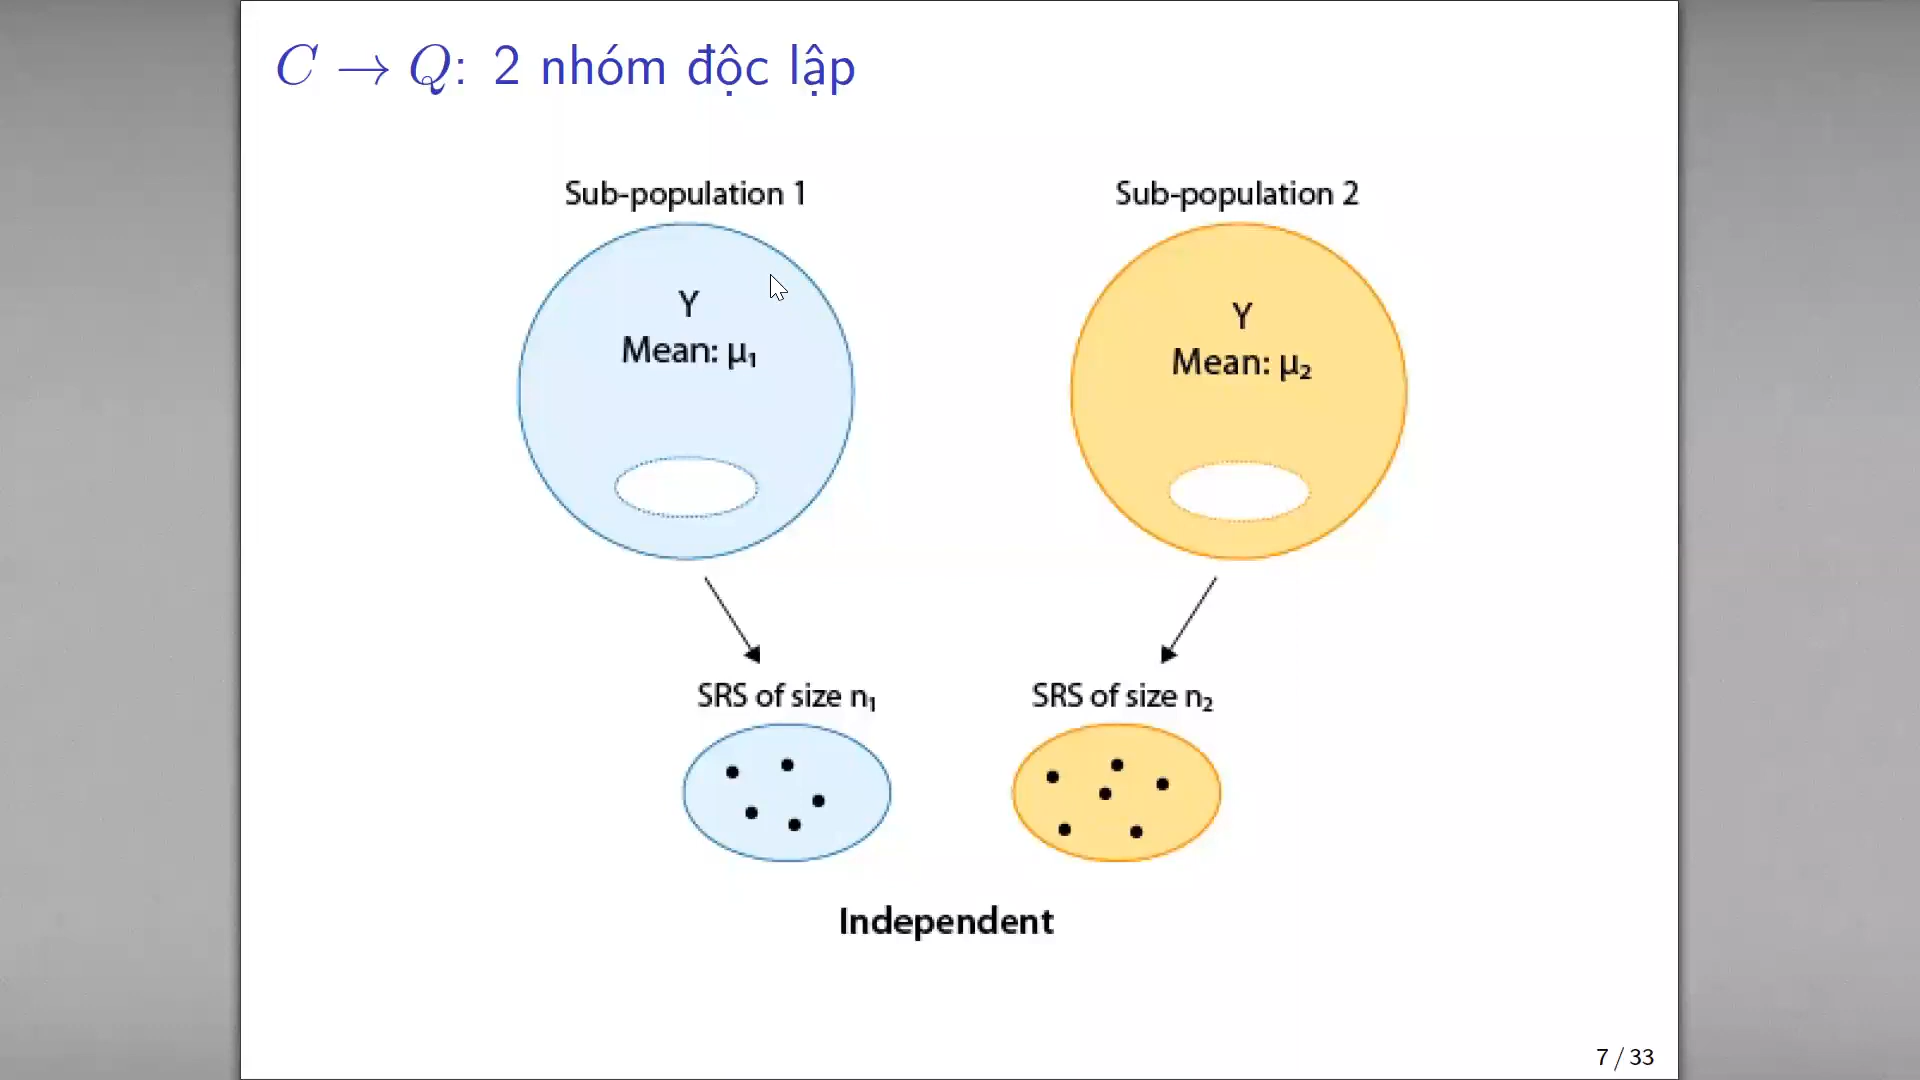 C → Q: 2 nhóm độc lập
Sub-population 1
Sub-population 2
Y
Mean: μ₁
Y
Mean: μ₂
SRS of size n₁
SRS of size n₂
Independent
7 / 33